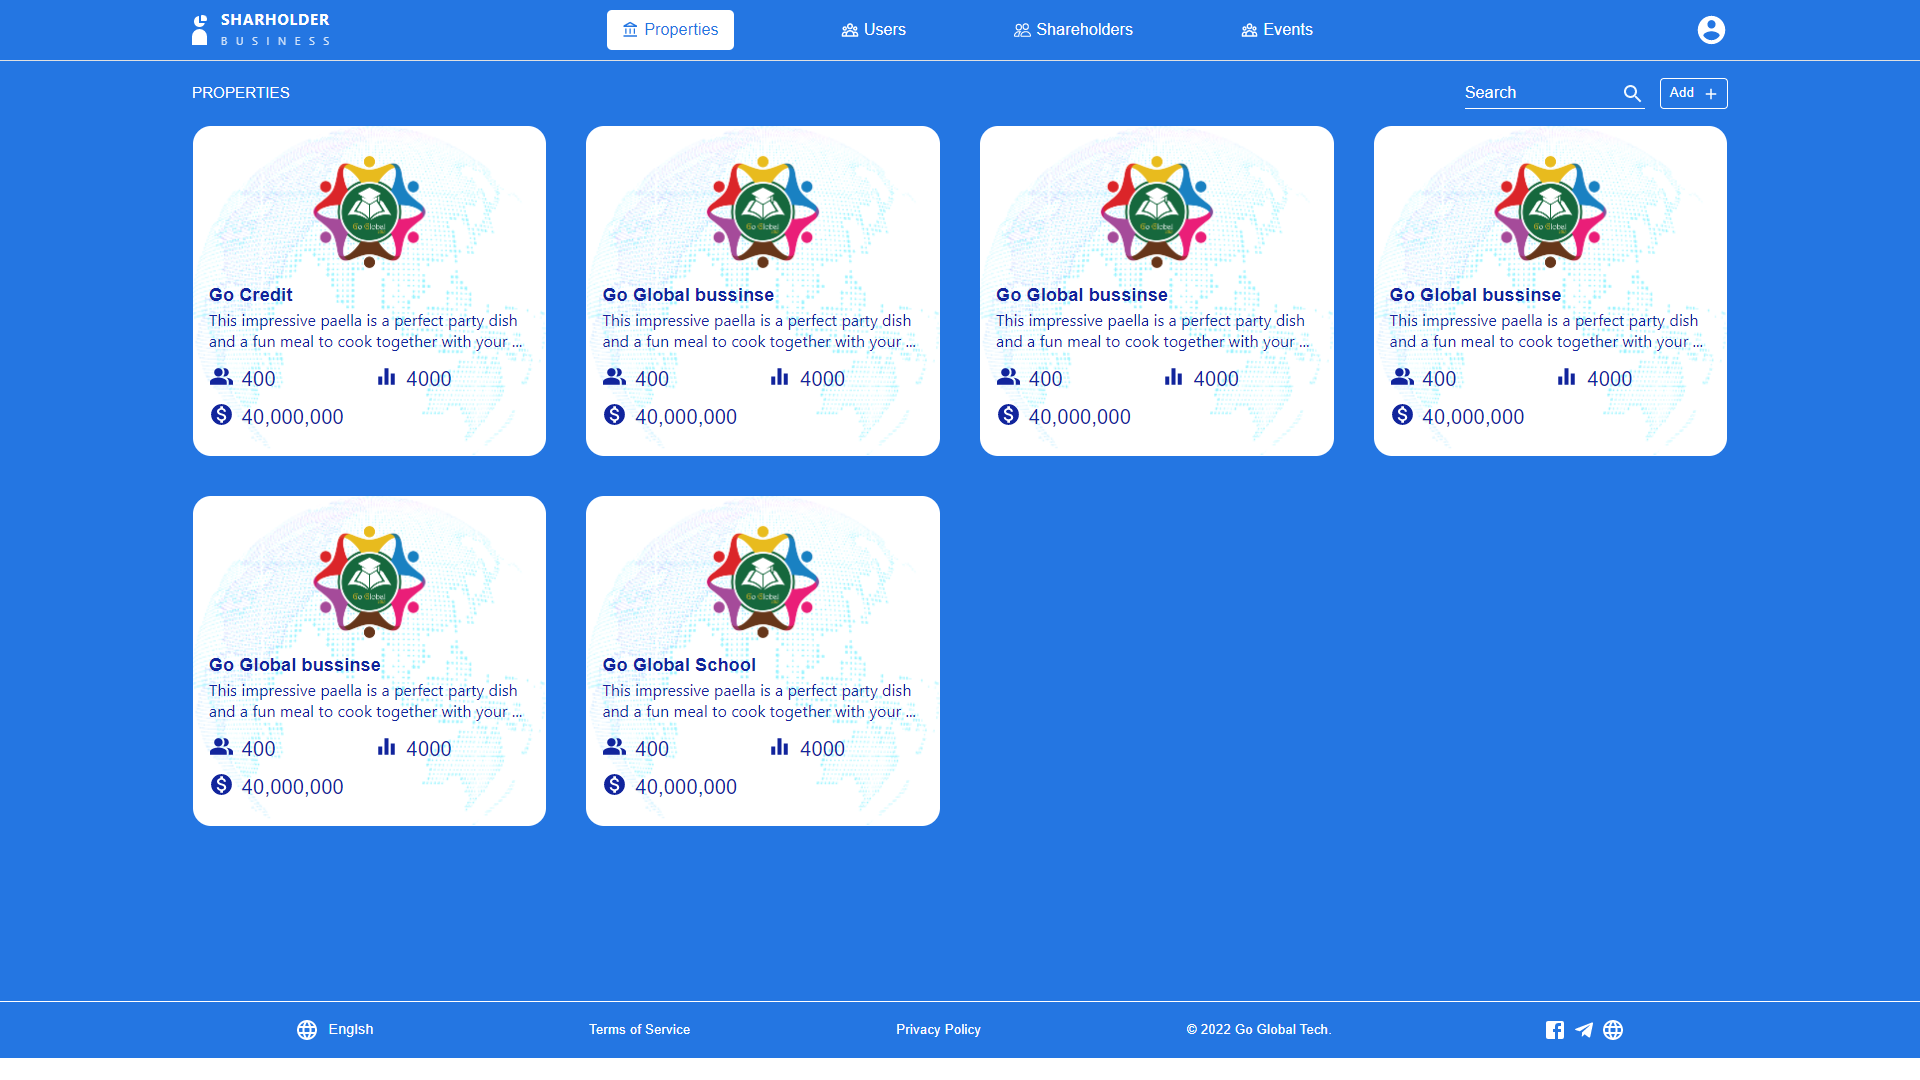 SHARHOLDER
BUSINESS
Properties
Users
Shareholders
Events
PROPERTIES
Search
Add
Go Global
Go Credit
This impressive paella is a perfect party dish
and a fun meal to cook together with your ...
400
4000
40,000,000
Go Global
Go Global bussinse
This impressive paella is a perfect party dish
and a fun meal to cook together with your ...
400
4000
40,000,000
Go Global
Go Global bussinse
This impressive paella is a perfect party dish
and a fun meal to cook together with your ...
400
4000
40,000,000
Go Global
Go Global bussinse
This impressive paella is a perfect party dish
and a fun meal to cook together with your ...
400
4000
40,000,000
Go Global
Go Global bussinse
This impressive paella is a perfect party dish
and a fun meal to cook together with your ...
400
4000
40,000,000
Go Global
Go Global School
This impressive paella is a perfect party dish
and a fun meal to cook together with your ...
400
4000
40,000,000
Englsh
Terms of Service
Privacy Policy
© 2022 Go Global Tech.